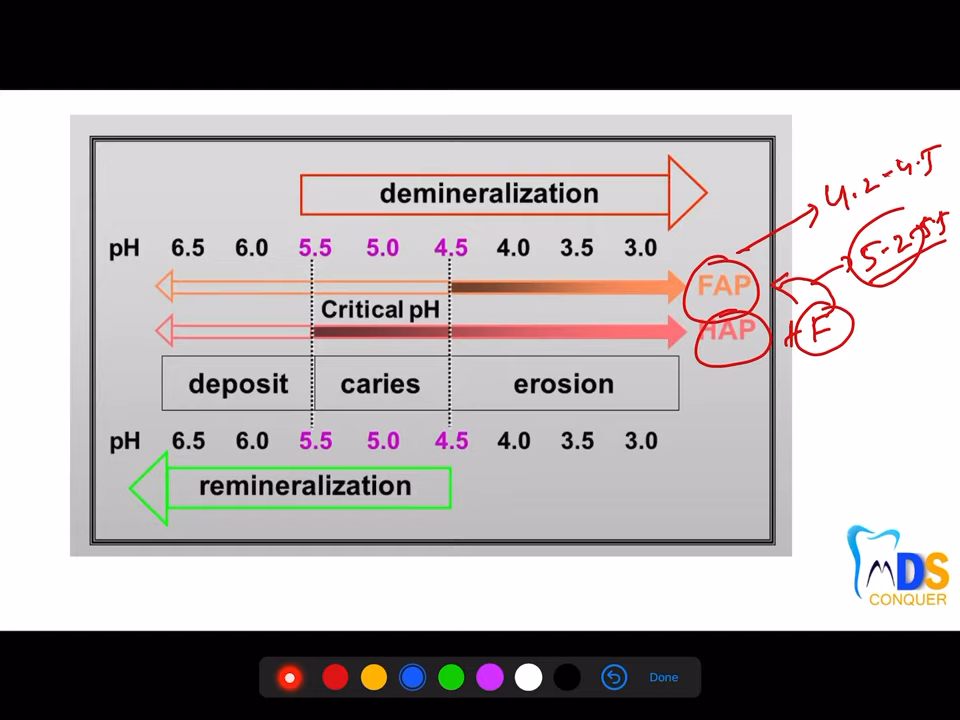 demineralization
pH 6.5 6.0 5.5 5.0 4.5 4.0 3.5 3.0
4.2-4.5
FAP
Critical pH
HAP + F
deposit caries erosion
pH 6.5 6.0 5.5 5.0 4.5 4.0 3.5 3.0
remineralization
MDS
CONQUER
Done